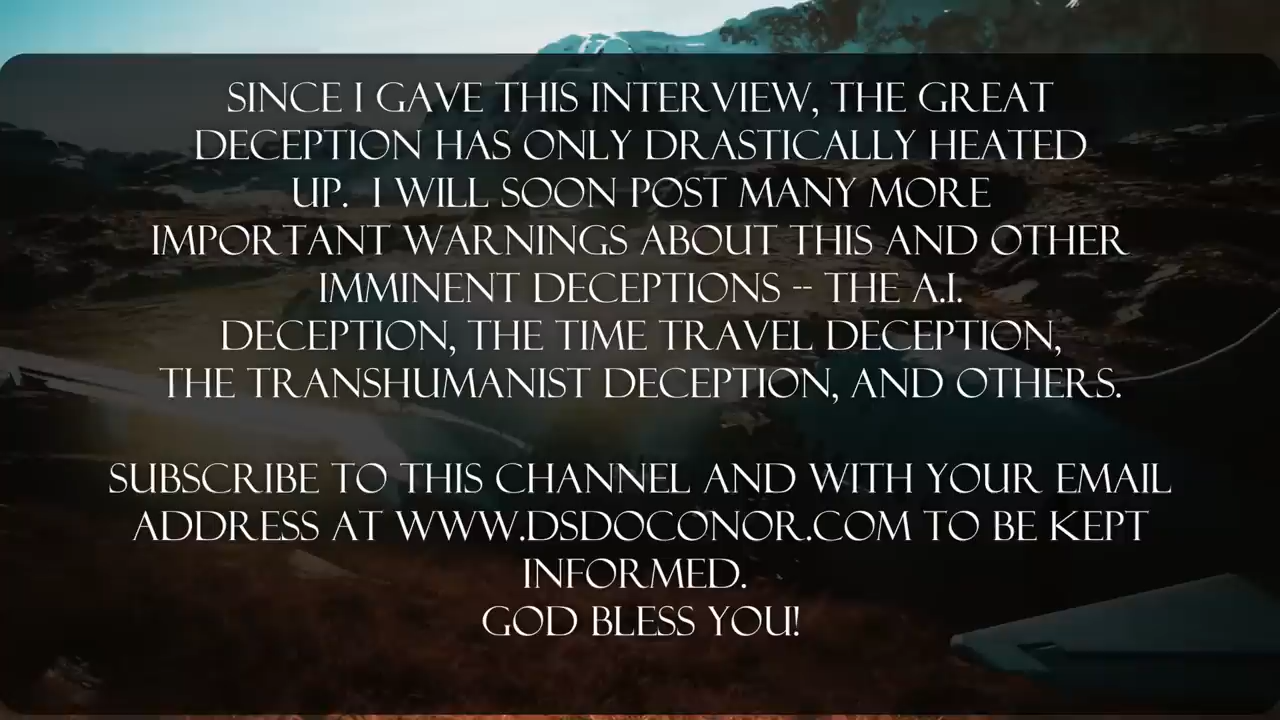 SINCE I GAVE THIS INTERVIEW, THE GREAT
DECEPTION HAS ONLY DRASTICALLY HEATED
UP.  I WILL SOON POST MANY MORE
IMPORTANT WARNINGS ABOUT THIS AND OTHER
IMMINENT DECEPTIONS -- THE A.I.
DECEPTION, THE TIME TRAVEL DECEPTION,
THE TRANSHUMANIST DECEPTION, AND OTHERS.
SUBSCRIBE TO THIS CHANNEL AND WITH YOUR EMAIL
ADDRESS AT WWW.DSDOCONOR.COM TO BE KEPT
INFORMED.
GOD BLESS YOU!